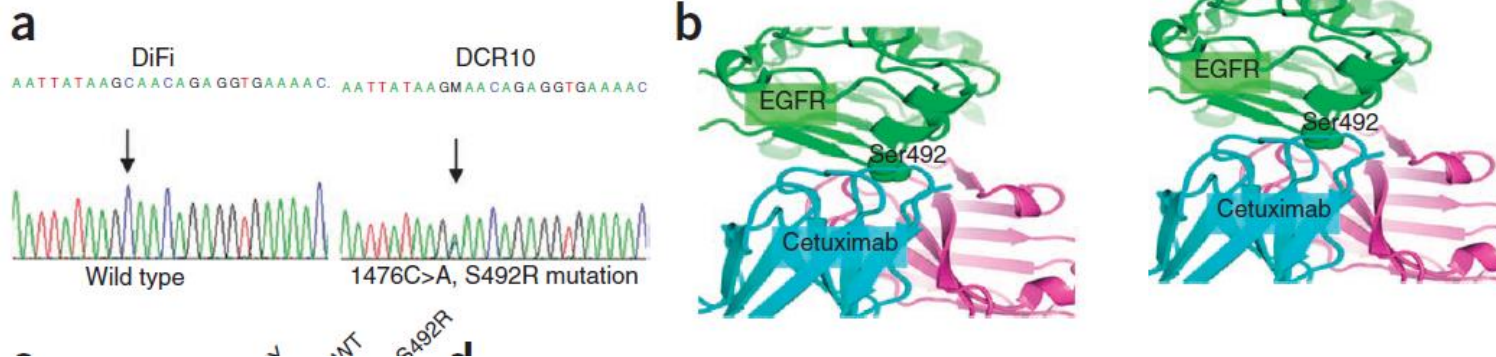 a
DiFi
AATTATAAGCAACAGAGGTGAAAAC.
DCR10
AATTATAAGMAACAGAGGTGAAAAC
Wild type
1476C>A, S492R mutation
b
EGFR
Ser492
Cetuximab
EGFR
Ser492
Cetuximab
WT
S492R